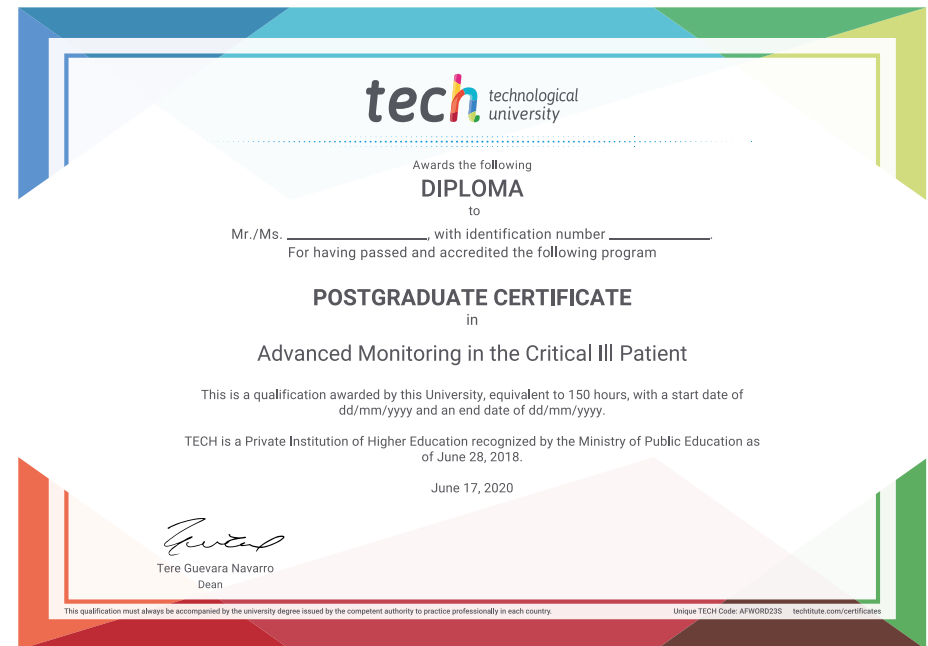 tech technological
university
Awards the following
DIPLOMA
to
Mr./Ms. ____________________, with identification number ______________.
For having passed and accredited the following program
POSTGRADUATE CERTIFICATE
in
Advanced Monitoring in the Critical Ill Patient
This is a qualification awarded by this University, equivalent to 150 hours, with a start date of
dd/mm/yyyy and an end date of dd/mm/yyyy.
TECH is a Private Institution of Higher Education recognized by the Ministry of Public Education as
of June 28, 2018.
June 17, 2020
Tere Guevara Navarro
Dean
This qualification must always be accompanied by the university degree issued by the competent authority to practice professionally in each country. Unique TECH Code: AFWORD23S techtitute.com/certificates